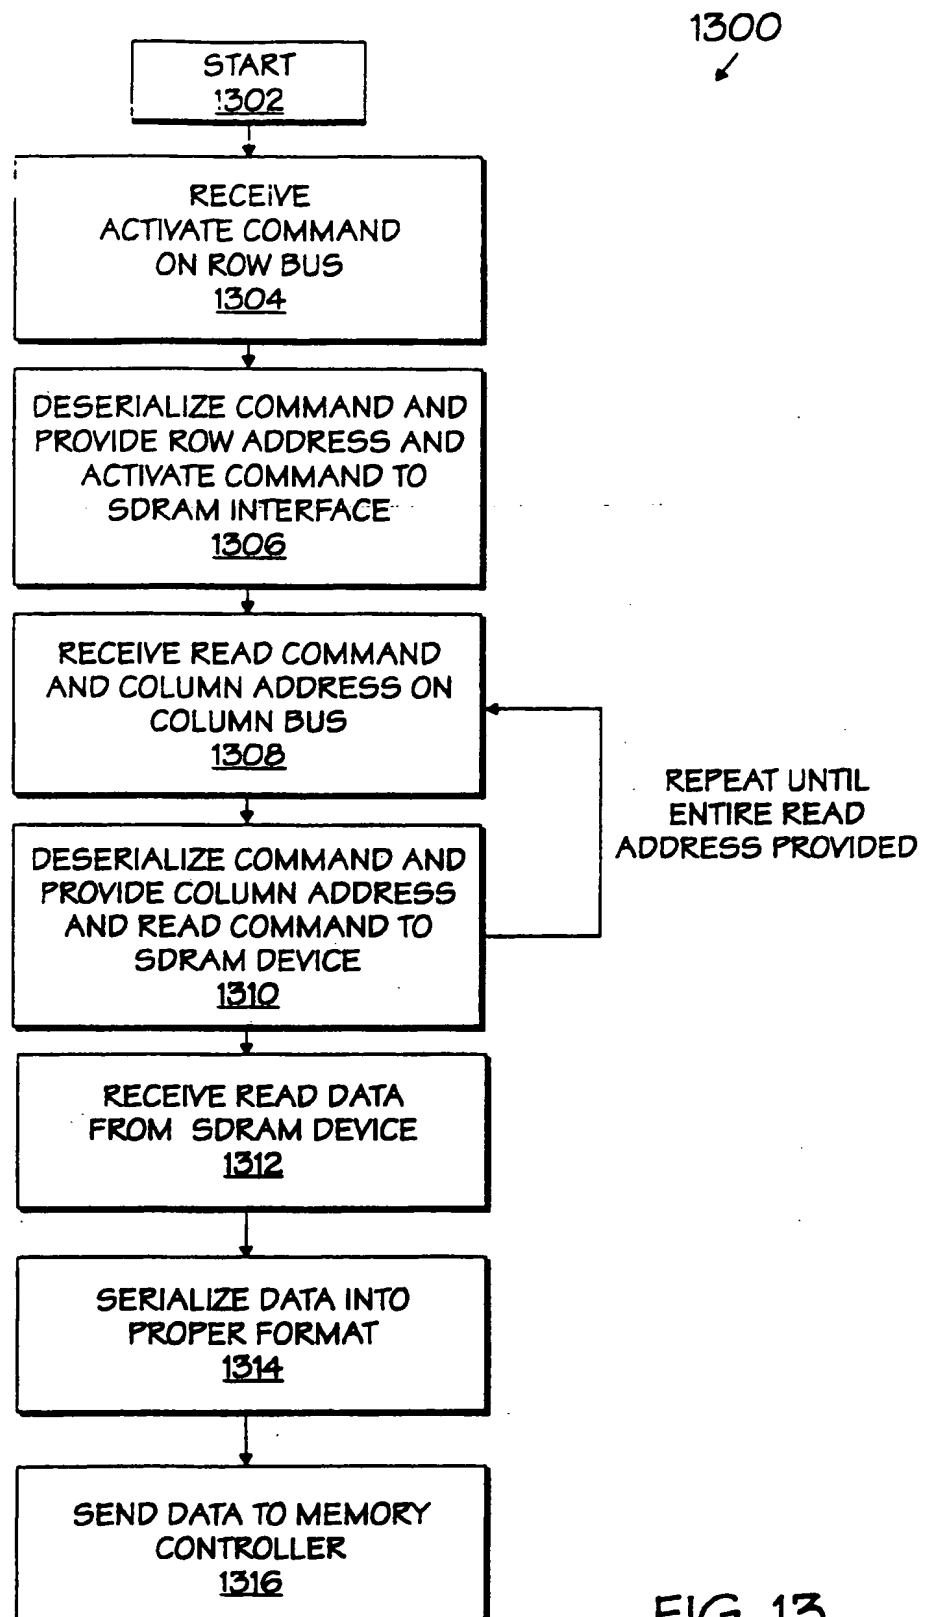 1300
START
1302
RECEIVE
ACTIVATE COMMAND
ON ROW BUS
1304
DESERIALIZE COMMAND AND
PROVIDE ROW ADDRESS AND
ACTIVATE COMMAND TO
SDRAM INTERFACE
1306
RECEIVE READ COMMAND
AND COLUMN ADDRESS ON
COLUMN BUS
1308
REPEAT UNTIL
ENTIRE READ
ADDRESS PROVIDED
DESERIALIZE COMMAND AND
PROVIDE COLUMN ADDRESS
AND READ COMMAND TO
SDRAM DEVICE
1310
RECEIVE READ DATA
FROM SDRAM DEVICE
1312
SERIALIZE DATA INTO
PROPER FORMAT
1314
SEND DATA TO MEMORY
CONTROLLER
1316
FIG. 13